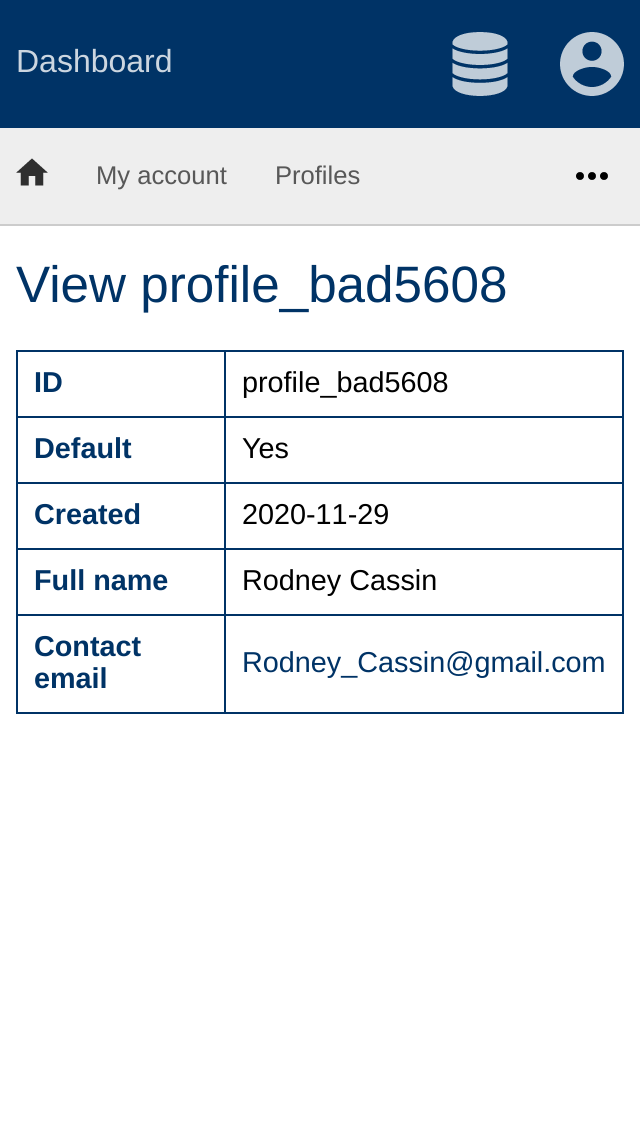 Dashboard
My account Profiles
View profile_bad5608
ID profile_bad5608
Default Yes
Created 2020-11-29
Full name Rodney Cassin
Contact
email
Rodney_Cassin@gmail.com